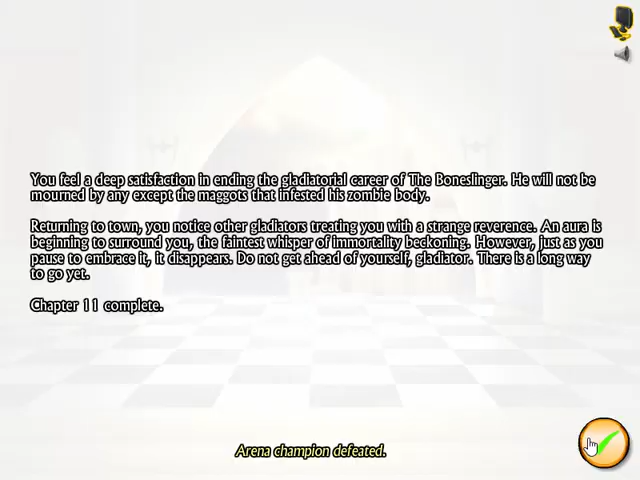 You feel a deep satisfaction in ending the gladiatorial career of The Boneslinger. He will not be
mourned by any except the maggots that infested his zombie body.
Returning to town, you notice other gladiators treating you with a strange reverence. An aura is
beginning to surround you, the faintest whisper of immortality beckoning. However, just as you
pause to embrace it, it disappears. Do not get ahead of yourself, gladiator. There is a long way
to go yet.
Chapter 11 complete.
Arena champion defeated.